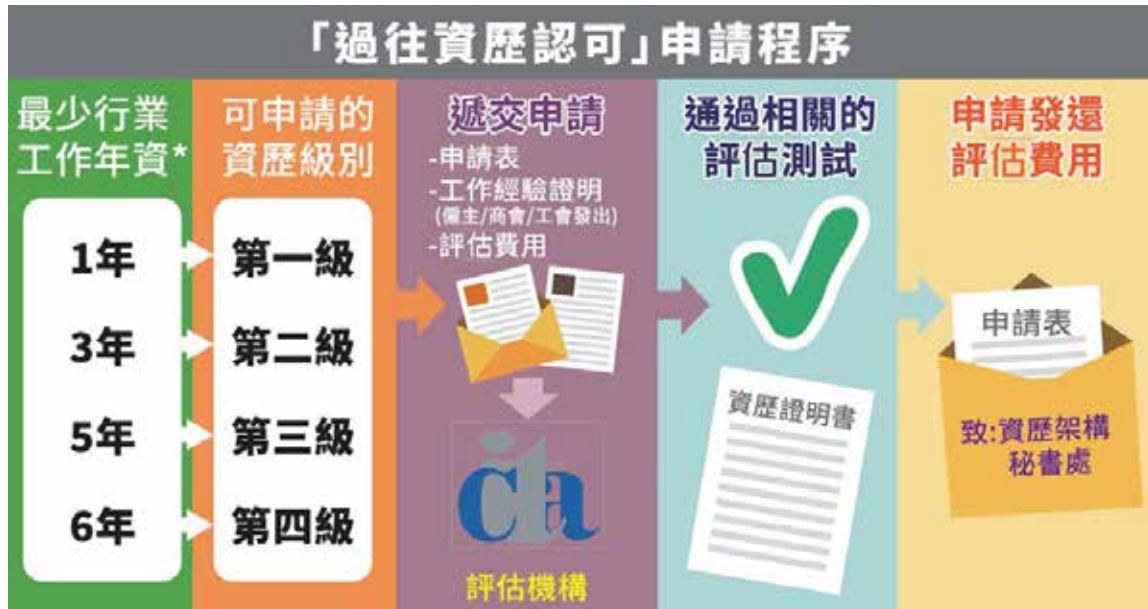 「過往資歷認可」申請程序
最少行業
工作年資*
1年
3年
5年
6年
可申請的
資歷級別
第一級
第二級
第三級
第四級
遞交申請
-申請表
-工作經驗證明
(僱主/商會/工會發出)
-評估費用
cita
評估機構
通過相關的
評估測試
資歷證明書
申請發還
評估費用
申請表
致:資歷架構
秘書處